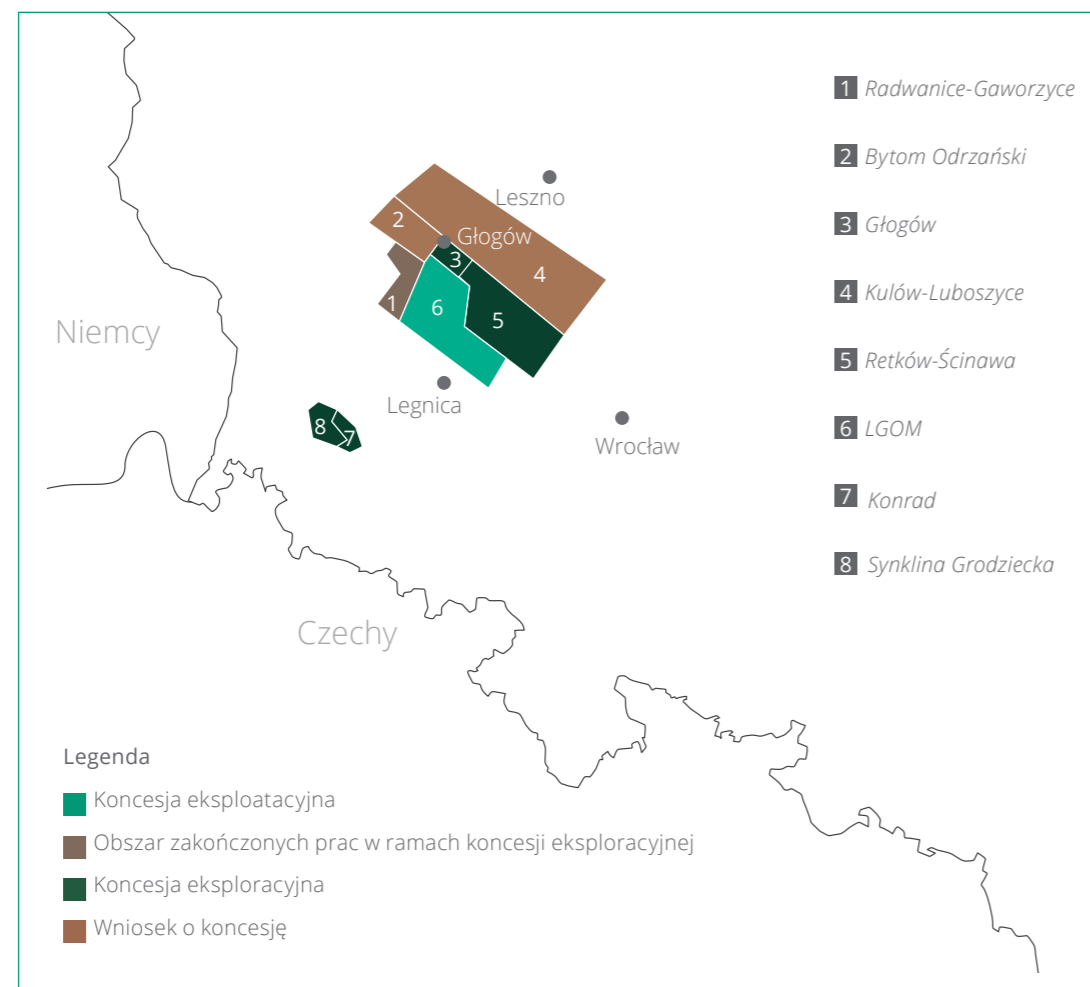 1 Radwanice-Gaworzyce
2 Bytom Odrzański
3 Głogów
4 Kulów-Luboszyce
5 Retków-Ścinawa
6 LGOM
7 Konrad
8 Synklina Grodziecka
Leszno
2
Głogów
3
4
1
6
5
Niemcy
Legnica
8
7
Wrocław
Czechy
Legenda
Koncesja eksploatacyjna
Obszar zakończonych prac w ramach koncesji eksploracyjnej
Koncesja eksploracyjna
Wniosek o koncesję